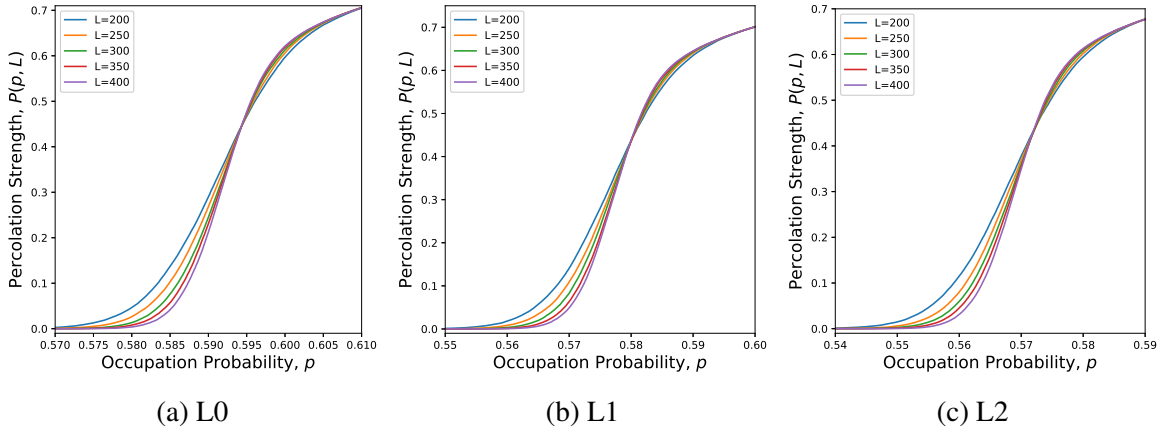 0.7
0.6
0.5
0.4
0.3
0.2
0.1
0.0
Percolation Strength, P(p, L)
L=200
L=250
L=300
L=350
L=400
0.570 0.575 0.580 0.585 0.590 0.595 0.600 0.605 0.610
Occupation Probability, p
(a) L0
0.7
0.6
0.5
0.4
0.3
0.2
0.1
0.0
Percolation Strength, P(p, L)
L=200
L=250
L=300
L=350
L=400
0.55 0.56 0.57 0.58 0.59 0.60
Occupation Probability, p
(b) L1
0.7
0.6
0.5
0.4
0.3
0.2
0.1
0.0
Percolation Strength, P(p, L)
L=200
L=250
L=300
L=350
L=400
0.54 0.55 0.56 0.57 0.58 0.59
Occupation Probability, p
(c) L2